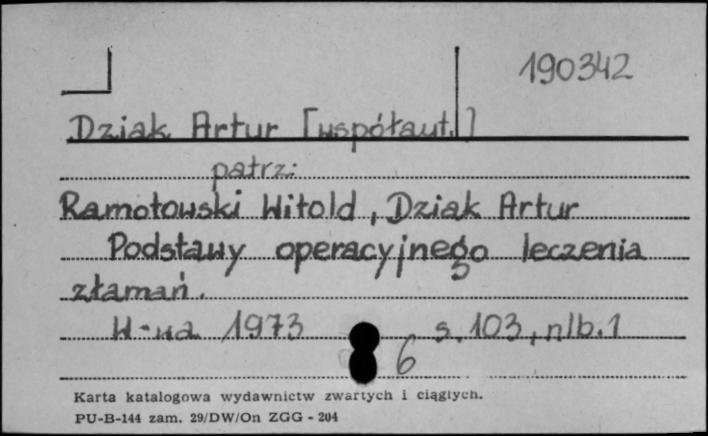 190342
Dziak Artur [współaut.]
patrz:
Ramotowski Witold, Dziak Artur
Podstawy operacyjnego leczenia
złamań.
W-wa 1973 s. 103, nlb. 1
6
Karta katalogowa wydawnictw zwartych i ciągłych.
PU-B-144 zam. 29/DW/On ZGG - 204